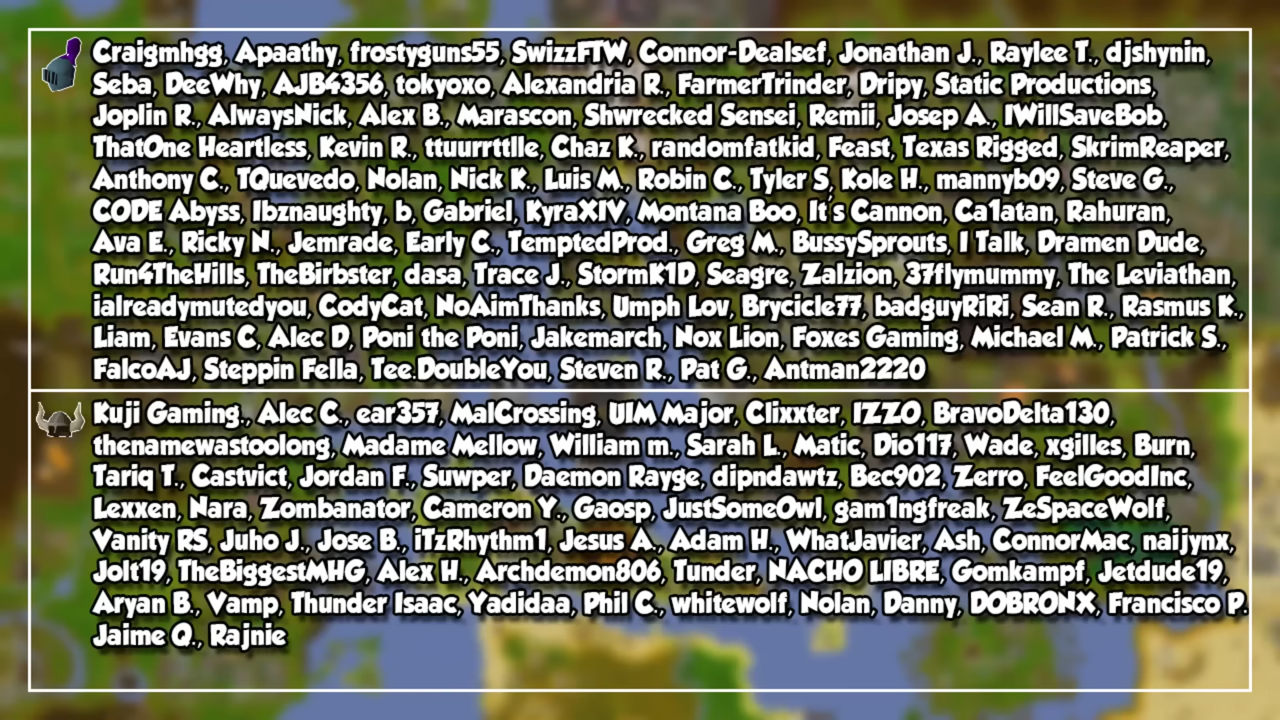 Craigmhgg, Apaathy, frostyguns55, SwizzFTW, Connor-Dealsef, Jonathan J., Raylee T., djshynin,
Seba, DeeWhy, AJB4356, tokyoxo, Alexandria R., FarmerTrinder, Dripy, Static Productions,
Joplin R., AlwaysNick, Alex B., Marascon, Shwrecked Sensei, Remii, Josep A., IWillSaveBob,
ThatOne Heartless, Kevin R., ttuurrttlle, Chaz K., randomfatkid, Feast, Texas Rigged, SkrimReaper,
Anthony C., TQuevedo, Nolan, Nick K., Luis M., Robin C., Tyler S, Kole H., mannyb09, Steve G.,
CODE Abyss, Ibznaughty, b, Gabriel, KyraXIV, Montana Boo, It's Cannon, Ca1atan, Rahuran,
Ava E., Ricky N., Jemrade, Early C., TemptedProd., Greg M., BussySprouts, I Talk, Dramen Dude,
Run4TheHills, TheBirbster, dasa, Trace J., StormK1D, Seagre, Zalzion, 37flymummy, The Leviathan,
ialreadymutedyou, CodyCat, NoAimThanks, Umph Lov, Brycicle77, badguyRiRi, Sean R., Rasmus K.,
Liam, Evans C, Alec D, Poni the Poni, Jakemarch, Nox Lion, Foxes Gaming, Michael M., Patrick S.,
FalcoAJ, Steppin Fella, Tee.DoubleYou, Steven R., Pat G., Antman2220
Kuji Gaming., Alec C., ear357, MalCrossing, UIM Major, Clixxter, IZZO, BravoDelta130,
thenamewastoolong, Madame Mellow, William m., Sarah L., Matic, Dio117, Wade, xgilles, Burn,
Tariq T., Castvict, Jordan F., Suwper, Daemon Rayge, dipndawtz, Bec902, Zerro, FeelGoodInc,
Lexxen, Nara, Zombanator, Cameron Y., Gaosp, JustSomeOwl, gam1ngfreak, ZeSpaceWolf,
Vanity RS, Juho J., Jose B., iTzRhythm1, Jesus A., Adam H., WhatJavier, Ash, ConnorMac, naijynx,
Jolt19, TheBiggestMHG, Alex H., Archdemon806, Tunder, NACHO LIBRE, Gomkampf, Jetdude19,
Aryan B., Vamp, Thunder Isaac, Yadidaa, Phil C., whitewolf, Nolan, Danny, DOBRONX, Francisco P.
Jaime Q., Rajnie